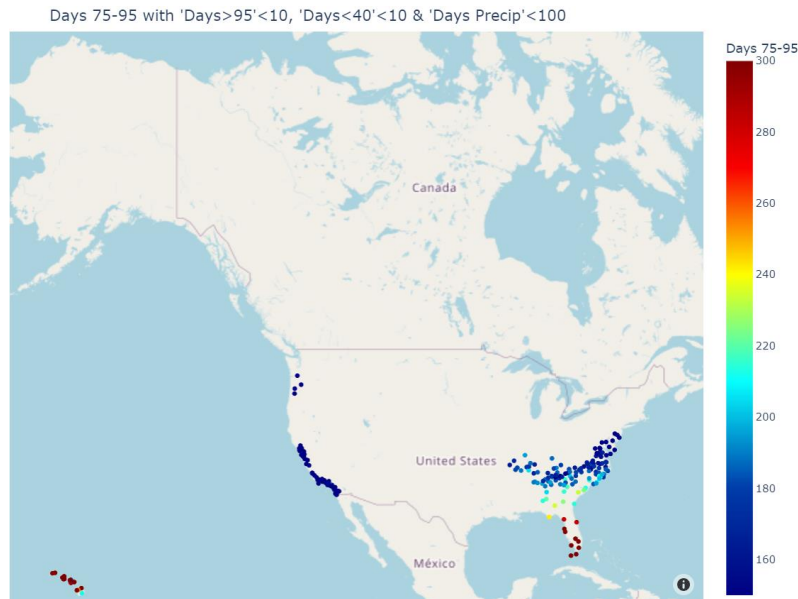 Days 75-95 with 'Days>95'<10, 'Days<40'<10 & 'Days Precip'<100
Days 75-95
300
280
260
240
220
200
180
160
Canada
United States
México
i